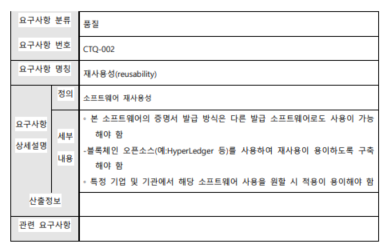 요구사항 분류 품질
요구사항 번호 CTQ-002
요구사항 명칭 재사용성(reusability)
정의 소프트웨어 재사용성
요구사항 상세설명
세부 내용
◦ 본 소프트웨어의 증명서 발급 방식은 다른 발급 소프트웨어로도 사용이 가능
해야 함
-블록체인 오픈소스(예:HyperLedger 등)를 사용하여 재사용이 용이하도록 구축
해야 함
◦ 특정 기업 및 기관에서 해당 소프트웨어 사용을 원할 시 적용이 용이해야 함
산출정보
관련 요구사항